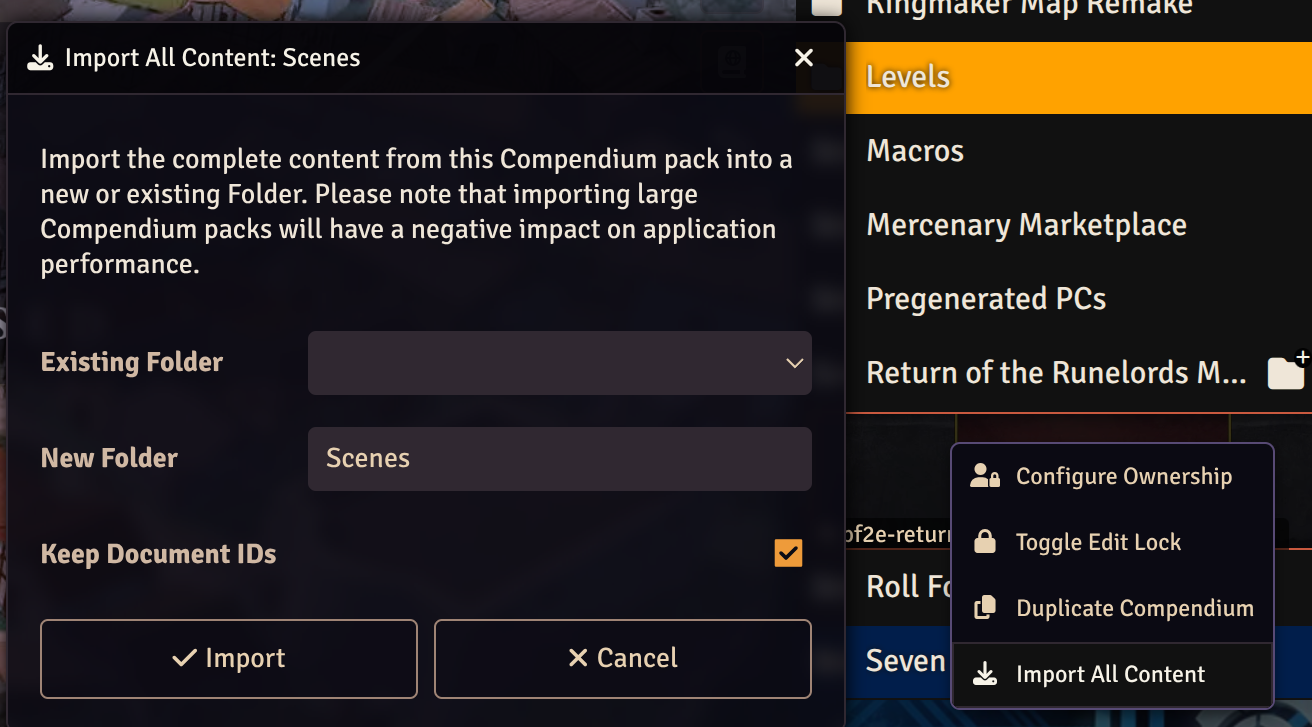 Kingmaker Map Remake
Import All Content: Scenes
Levels
Macros
Import the complete content from this Compendium pack into a
new or existing Folder. Please note that importing large
Compendium packs will have a negative impact on application
performance.
Mercenary Marketplace
Pregenerated PCs
Existing Folder
Return of the Runelords M...
New Folder
Scenes
Configure Ownership
pf2e-return
Toggle Edit Lock
Keep Document IDs
Roll Fo
Duplicate Compendium
Import
Cancel
Seven
Import All Content